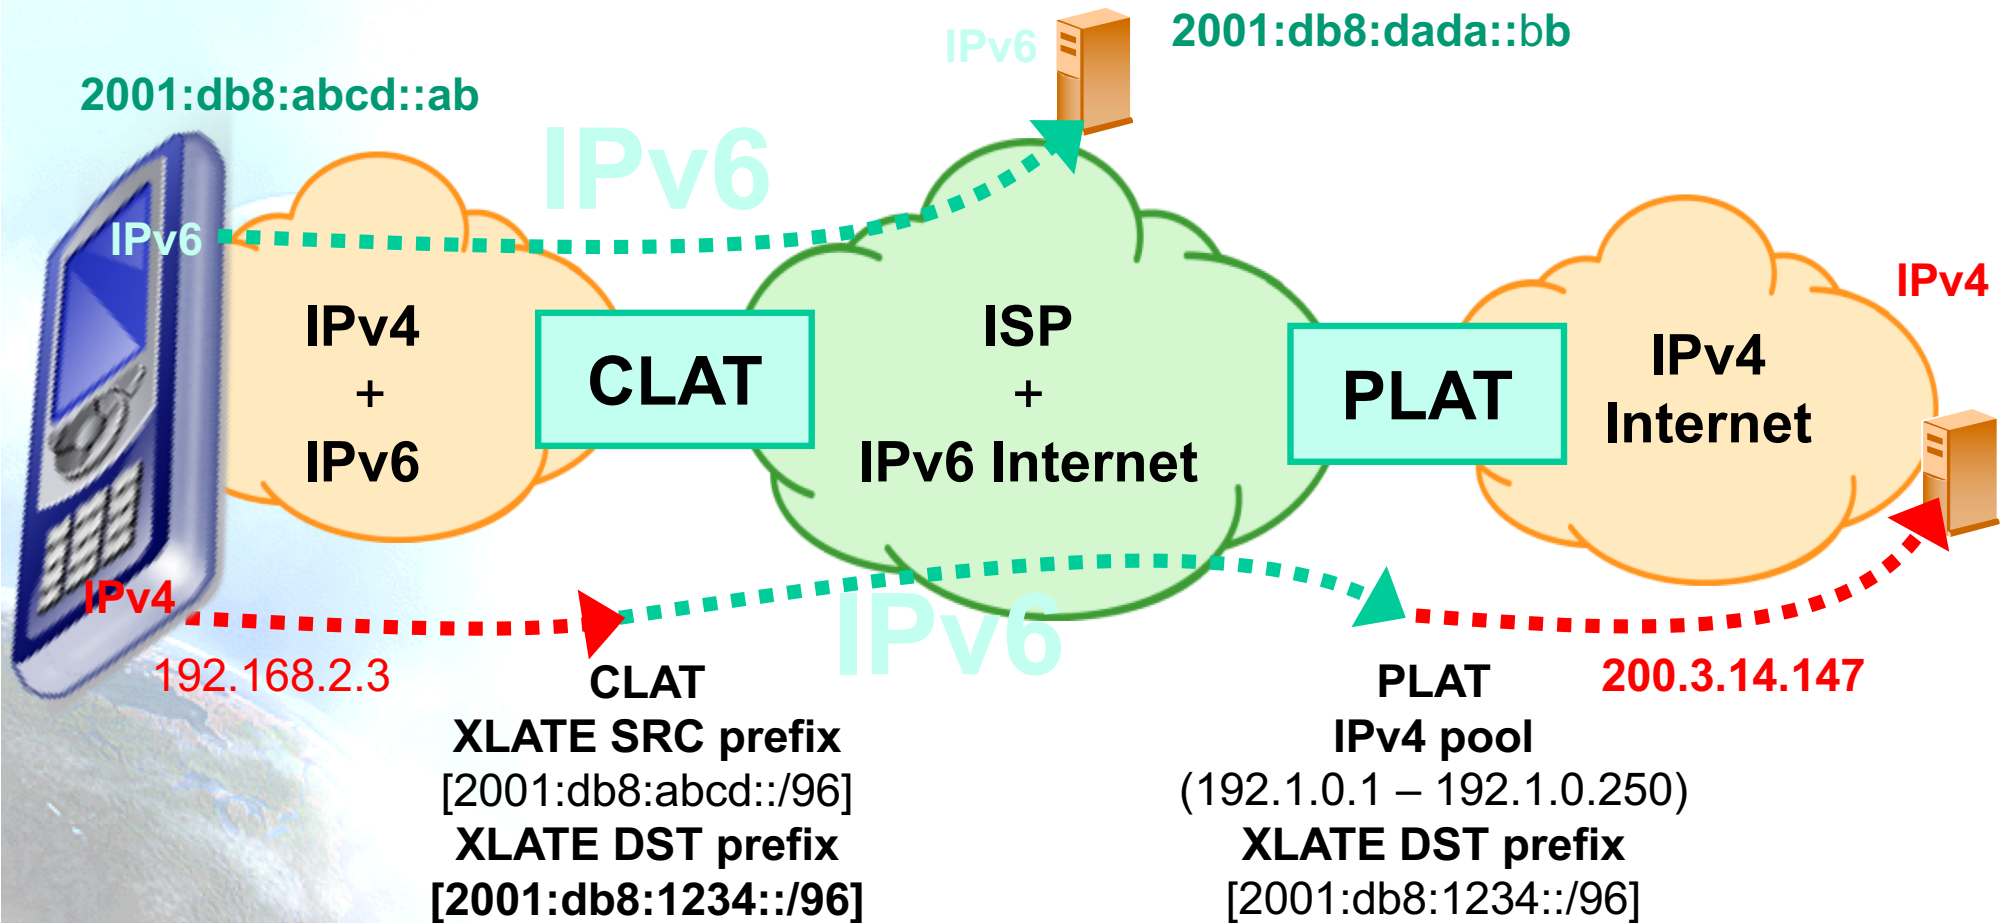 IPv6
2001:db8:dada::bb
2001:db8:abcd::ab
IPv6
IPv6
IPv4
+
IPv6
CLAT
ISP
+
IPv6 Internet
PLAT
IPv4
Internet
IPv4
IPv4
192.168.2.3
IPv6
200.3.14.147
CLAT
XLATE SRC prefix
[2001:db8:abcd::/96]
XLATE DST prefix
[2001:db8:1234::/96]
PLAT
IPv4 pool
(192.1.0.1 – 192.1.0.250)
XLATE DST prefix
[2001:db8:1234::/96]